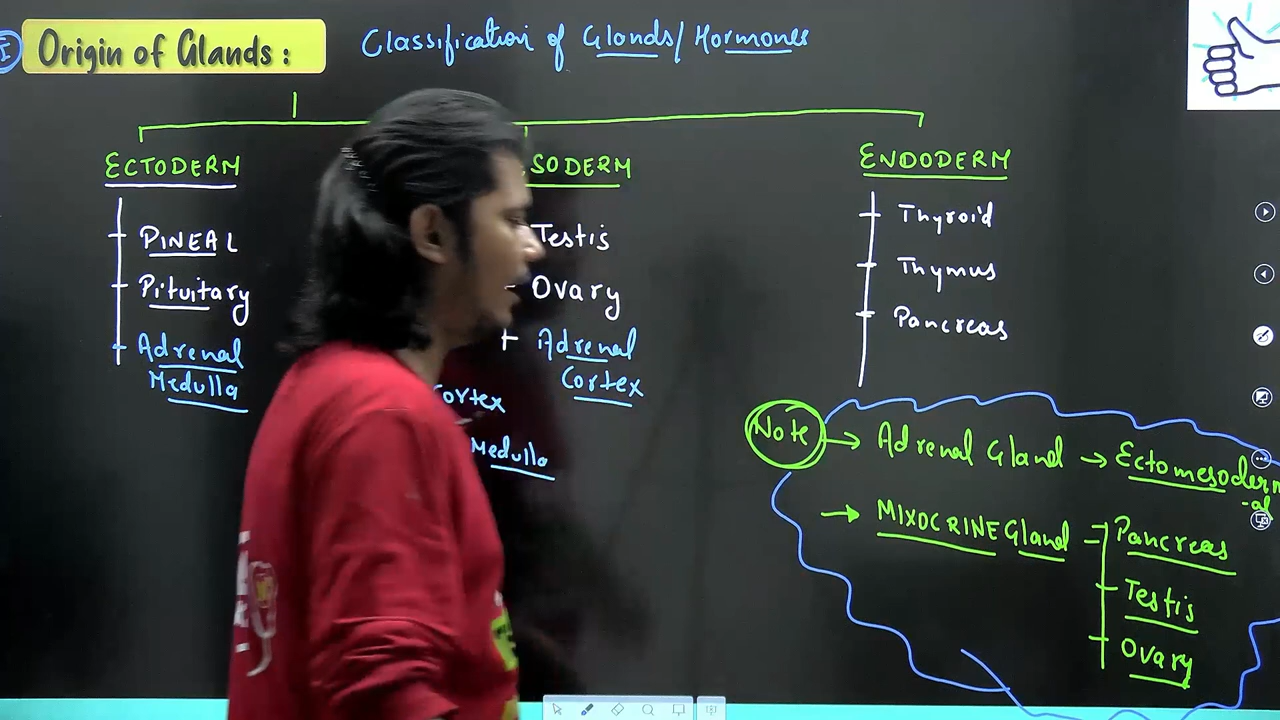 I
Origin of Glands :
Classification of Glands/Hormones
ECTODERM
SODERM
ENDODERM
PINEAL
Pituitary
Adrenal
Medulla
Testis
Ovary
Adrenal
Cortex
Cortex
Medulla
Thyroid
Thymus
Pancreas
Note → Adrenal Gland → Ectomesoderm
-al
→ MIXOCRINE Gland - Pancreas
Testis
Ovary